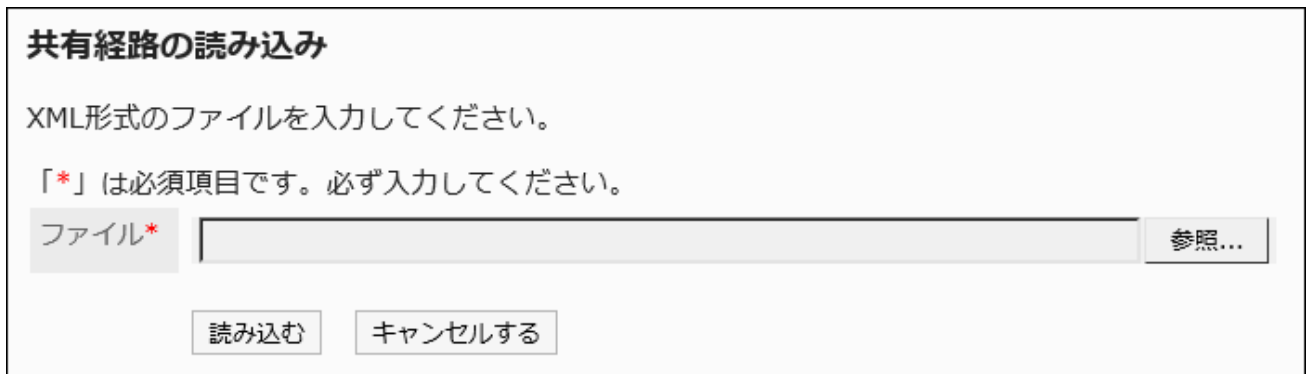 共有経路の読み込み
XML形式のファイルを入力してください。
「*」は必須項目です。必ず入力してください。
ファイル* 参照...
読み込む キャンセルする